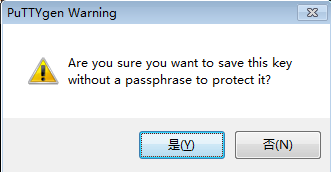 PuTTYgen Warning
Are you sure you want to save this key
without a passphrase to protect it?
是(Y)
否(N)